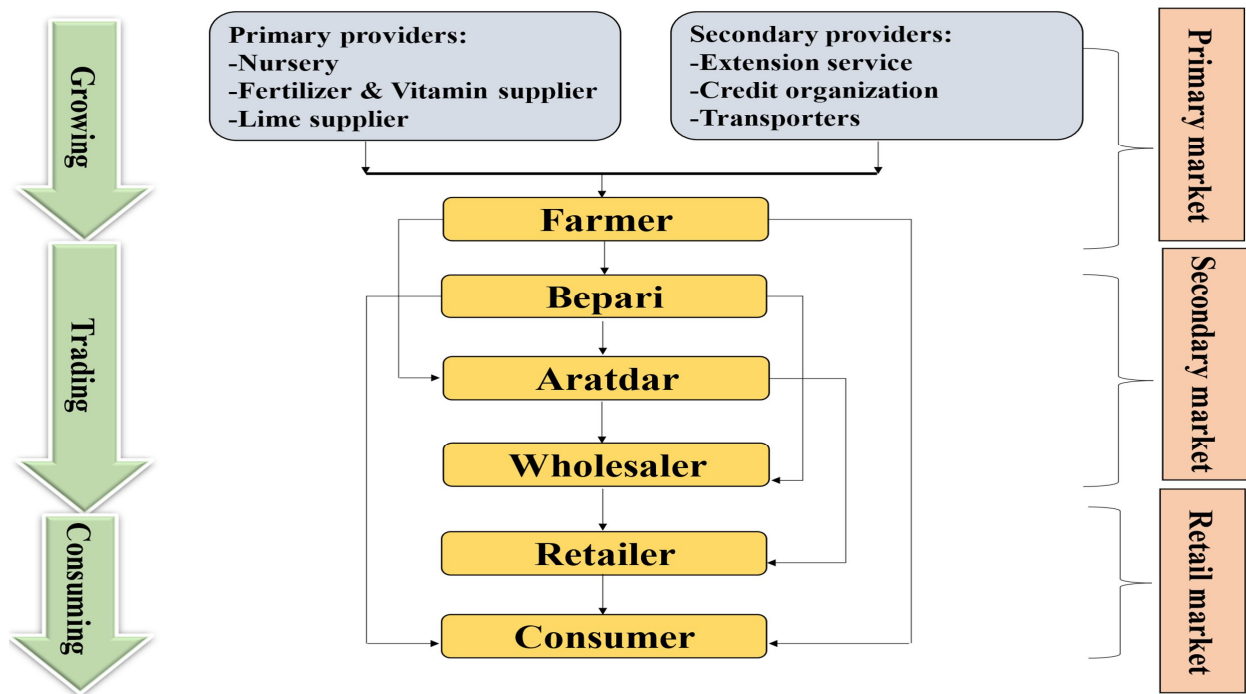 Growing
Trading
Consuming
Primary providers:
-Nursery
-Fertilizer & Vitamin supplier
-Lime supplier
Secondary providers:
-Extension service
-Credit organization
-Transporters
Farmer
Bepari
Aratdar
Wholesaler
Retailer
Consumer
Primary market
Secondary market
Retail market